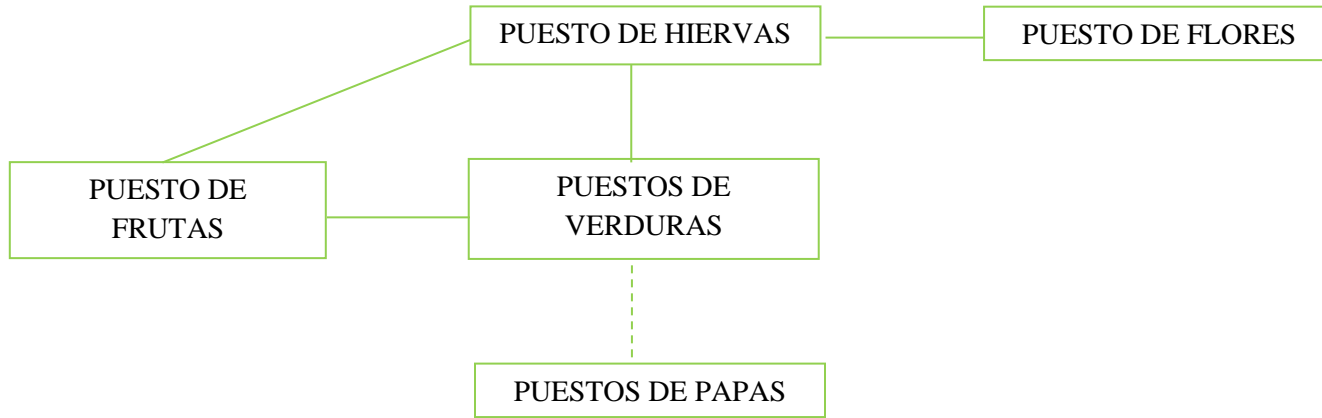 PUESTO DE HIERVAS
PUESTO DE FLORES
PUESTO DE
FRUTAS
PUESTOS DE
VERDURAS
PUESTOS DE PAPAS